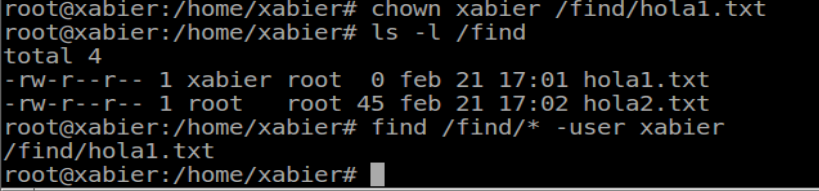 root@xabier:/home/xabier# chown xabier /find/hola1.txt
root@xabier:/home/xabier# ls -l /find
total 4
-rw-r--r-- 1 xabier root  0 feb 21 17:01 hola1.txt
-rw-r--r-- 1 root   root 45 feb 21 17:02 hola2.txt
root@xabier:/home/xabier# find /find/* -user xabier
/find/hola1.txt
root@xabier:/home/xabier#